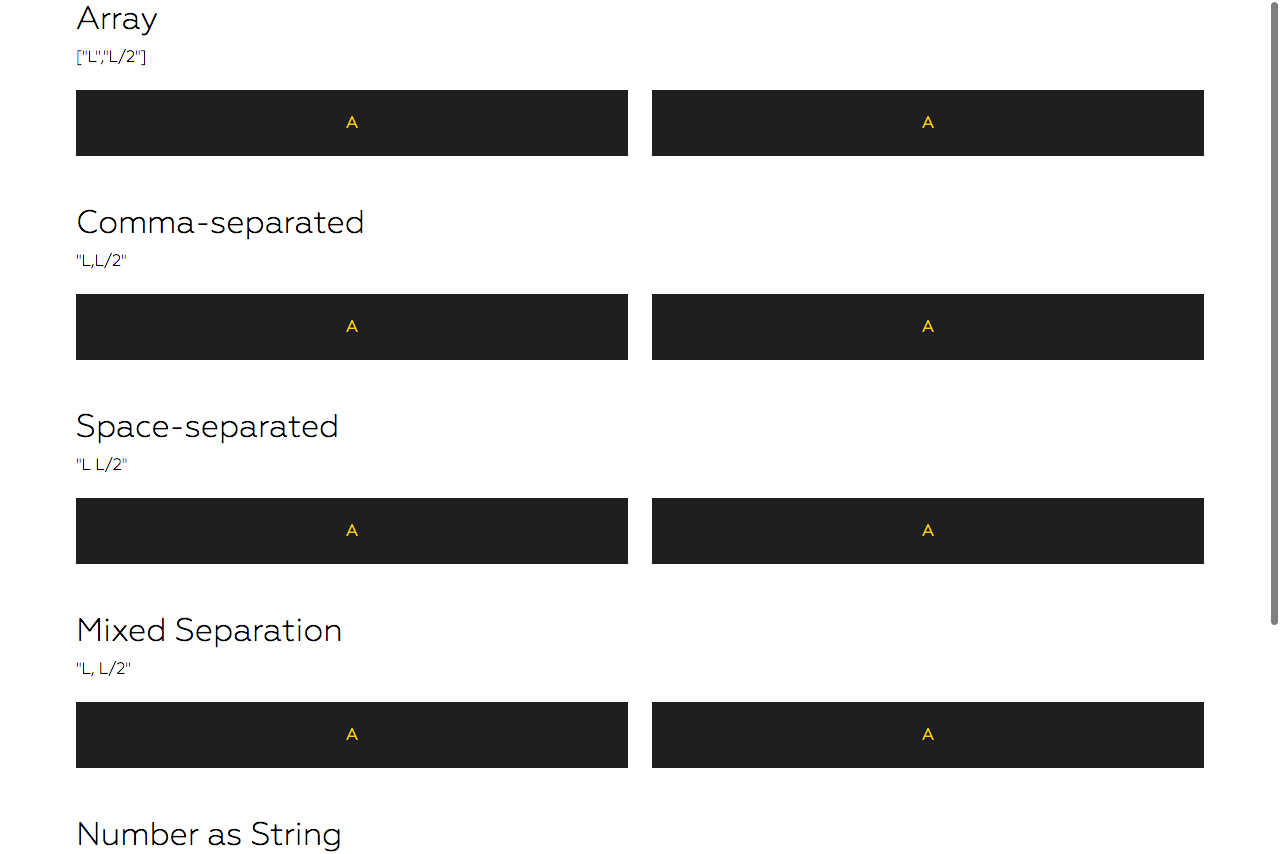 Array
["L","L/2"]
A A
Comma-separated
"L,L/2"
A A
Space-separated
"L L/2"
A A
Mixed Separation
"L, L/2"
A A
Number as String